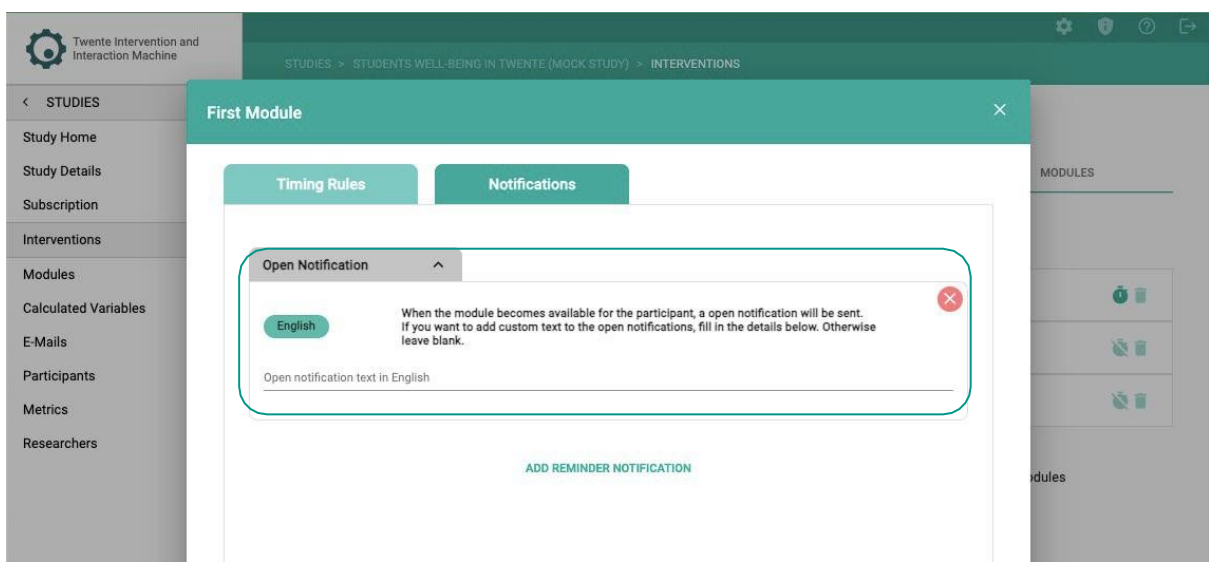 Twente Intervention and
Interaction Machine
STUDIES > STUDENTS WELL-BEING IN TWENTE (MOCK STUDY) > INTERVENTIONS
< STUDIES
Study Home
Study Details
Subscription
Interventions
Modules
Calculated Variables
E-Mails
Participants
Metrics
Researchers
First Module
Timing Rules
Notifications
MODULES
Open Notification
English
When the module becomes available for the participant, a open notification will be sent.
If you want to add custom text to the open notifications, fill in the details below. Otherwise
leave blank.
Open notification text in English
ADD REMINDER NOTIFICATION